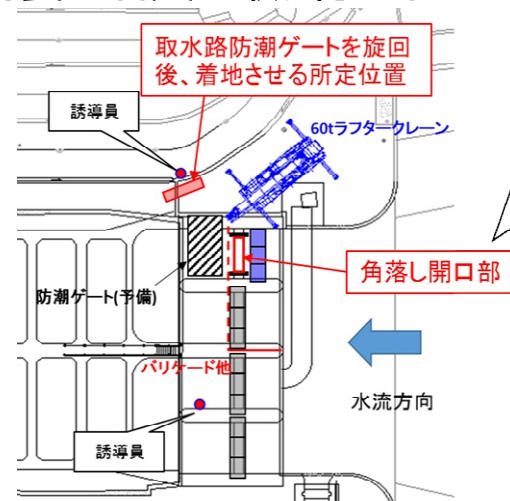 取水路防潮ゲートを旋回
後、着地させる所定位置
誘導員
60tラフタークレーン
角落し開口部
防潮ゲート(予備)
バリケード他
水流方向
誘導員